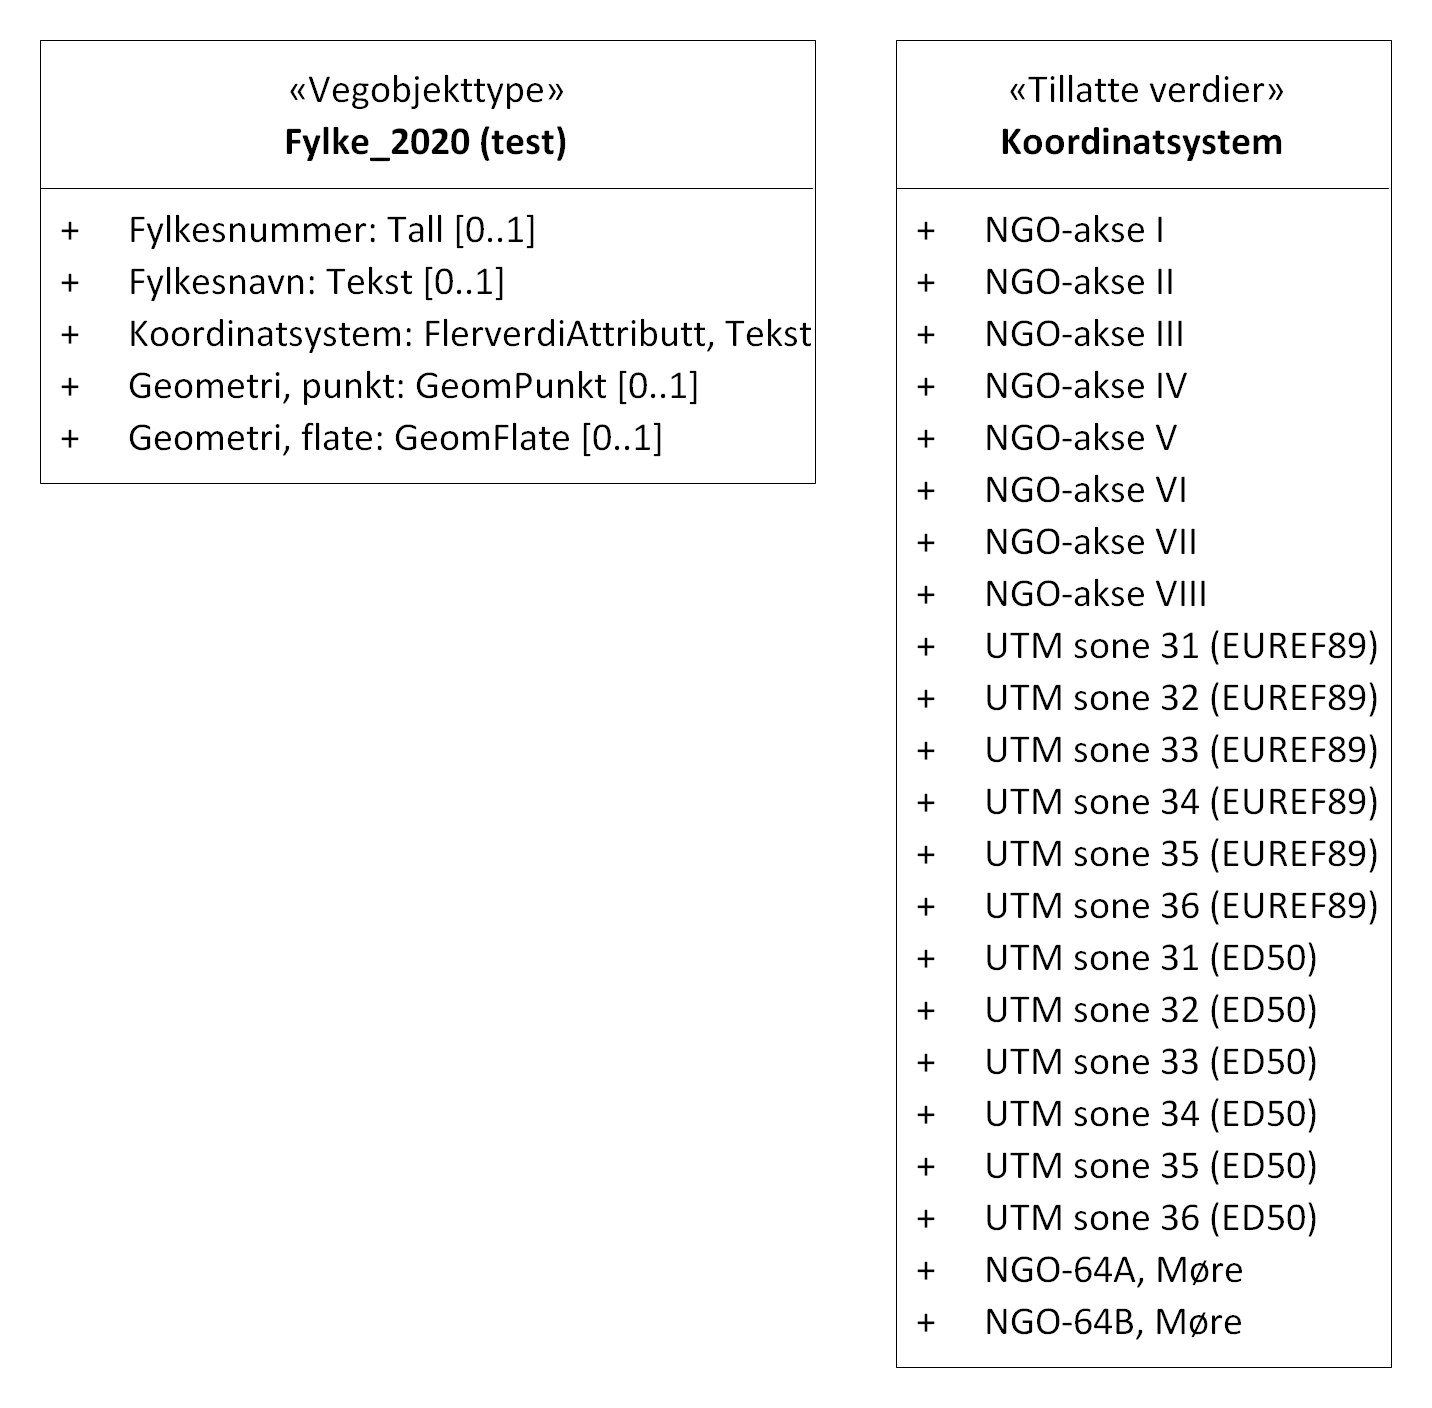 «Vegobjekttype»
Fylke_2020 (test)
+ Fylkesnummer: Tall [0..1]
+ Fylkesnavn: Tekst [0..1]
+ Koordinatsystem: FlerverdiAttributt, Tekst
+ Geometri, punkt: GeomPunkt [0..1]
+ Geometri, flate: GeomFlate [0..1]
«Tillatte verdier»
Koordinatsystem
+ NGO-akse I
+ NGO-akse II
+ NGO-akse III
+ NGO-akse IV
+ NGO-akse V
+ NGO-akse VI
+ NGO-akse VII
+ NGO-akse VIII
+ UTM sone 31 (EUREF89)
+ UTM sone 32 (EUREF89)
+ UTM sone 33 (EUREF89)
+ UTM sone 34 (EUREF89)
+ UTM sone 35 (EUREF89)
+ UTM sone 36 (EUREF89)
+ UTM sone 31 (ED50)
+ UTM sone 32 (ED50)
+ UTM sone 33 (ED50)
+ UTM sone 34 (ED50)
+ UTM sone 35 (ED50)
+ UTM sone 36 (ED50)
+ NGO-64A, Møre
+ NGO-64B, Møre